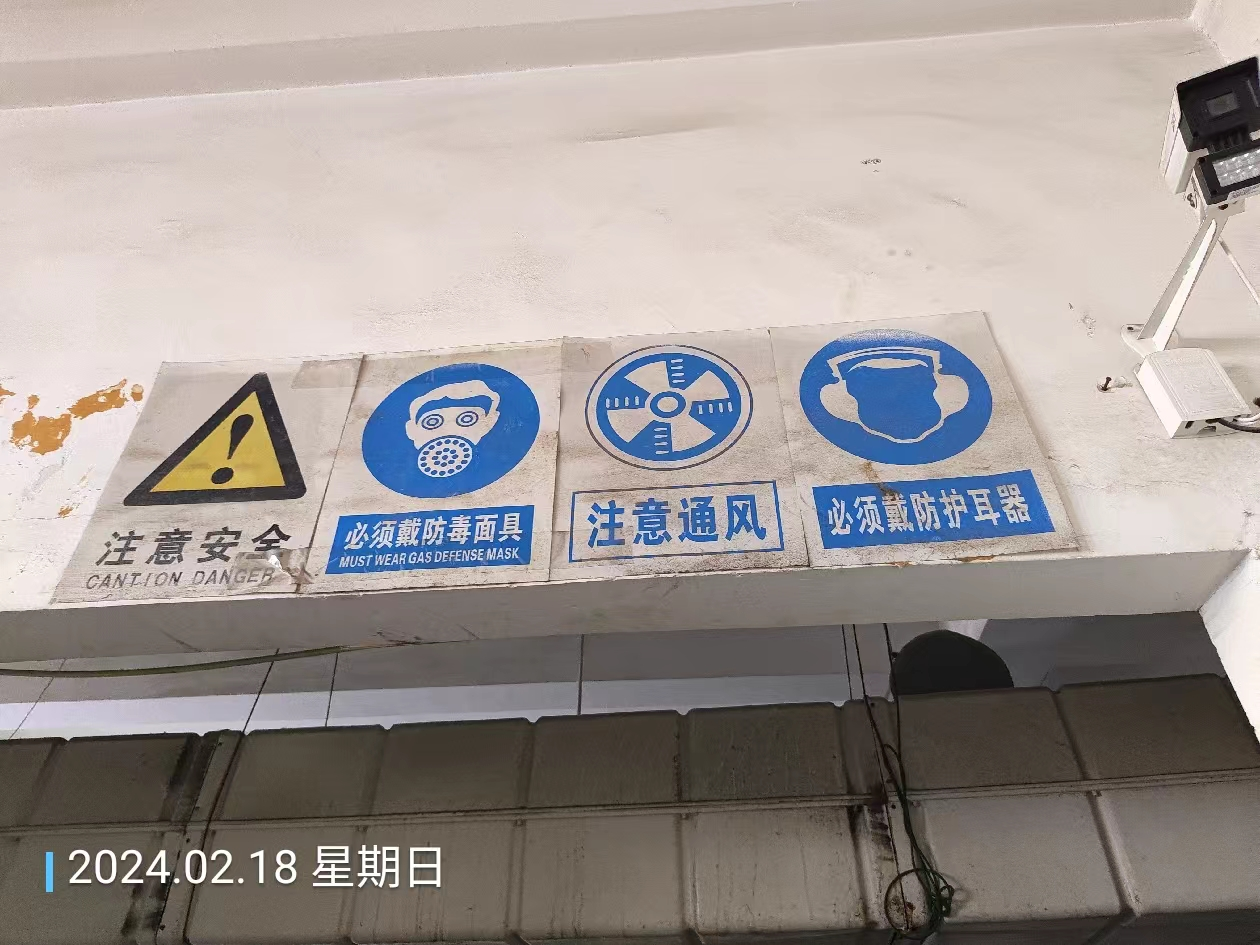 注意安全
CANTION DANGER
必须戴防毒面具
MUST WEAR GAS DEFENSE MASK
注意通风
必须戴防护耳器
2024.02.18 星期日